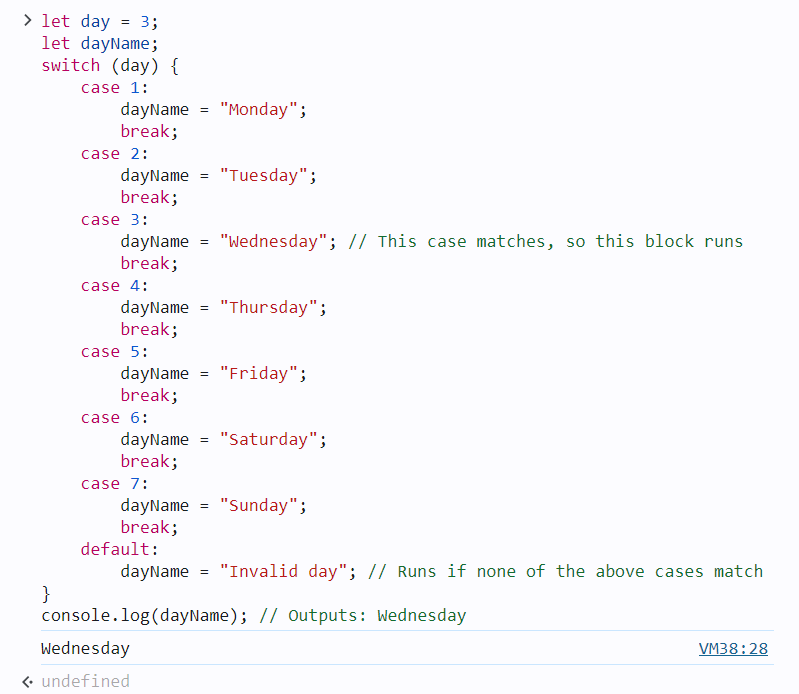 let day = 3;
let dayName;
switch (day) {
    case 1:
        dayName = "Monday";
        break;
    case 2:
        dayName = "Tuesday";
        break;
    case 3:
        dayName = "Wednesday"; // This case matches, so this block runs
        break;
    case 4:
        dayName = "Thursday";
        break;
    case 5:
        dayName = "Friday";
        break;
    case 6:
        dayName = "Saturday";
        break;
    case 7:
        dayName = "Sunday";
        break;
    default:
        dayName = "Invalid day"; // Runs if none of the above cases match
}
console.log(dayName); // Outputs: Wednesday
Wednesday VM38:28
undefined